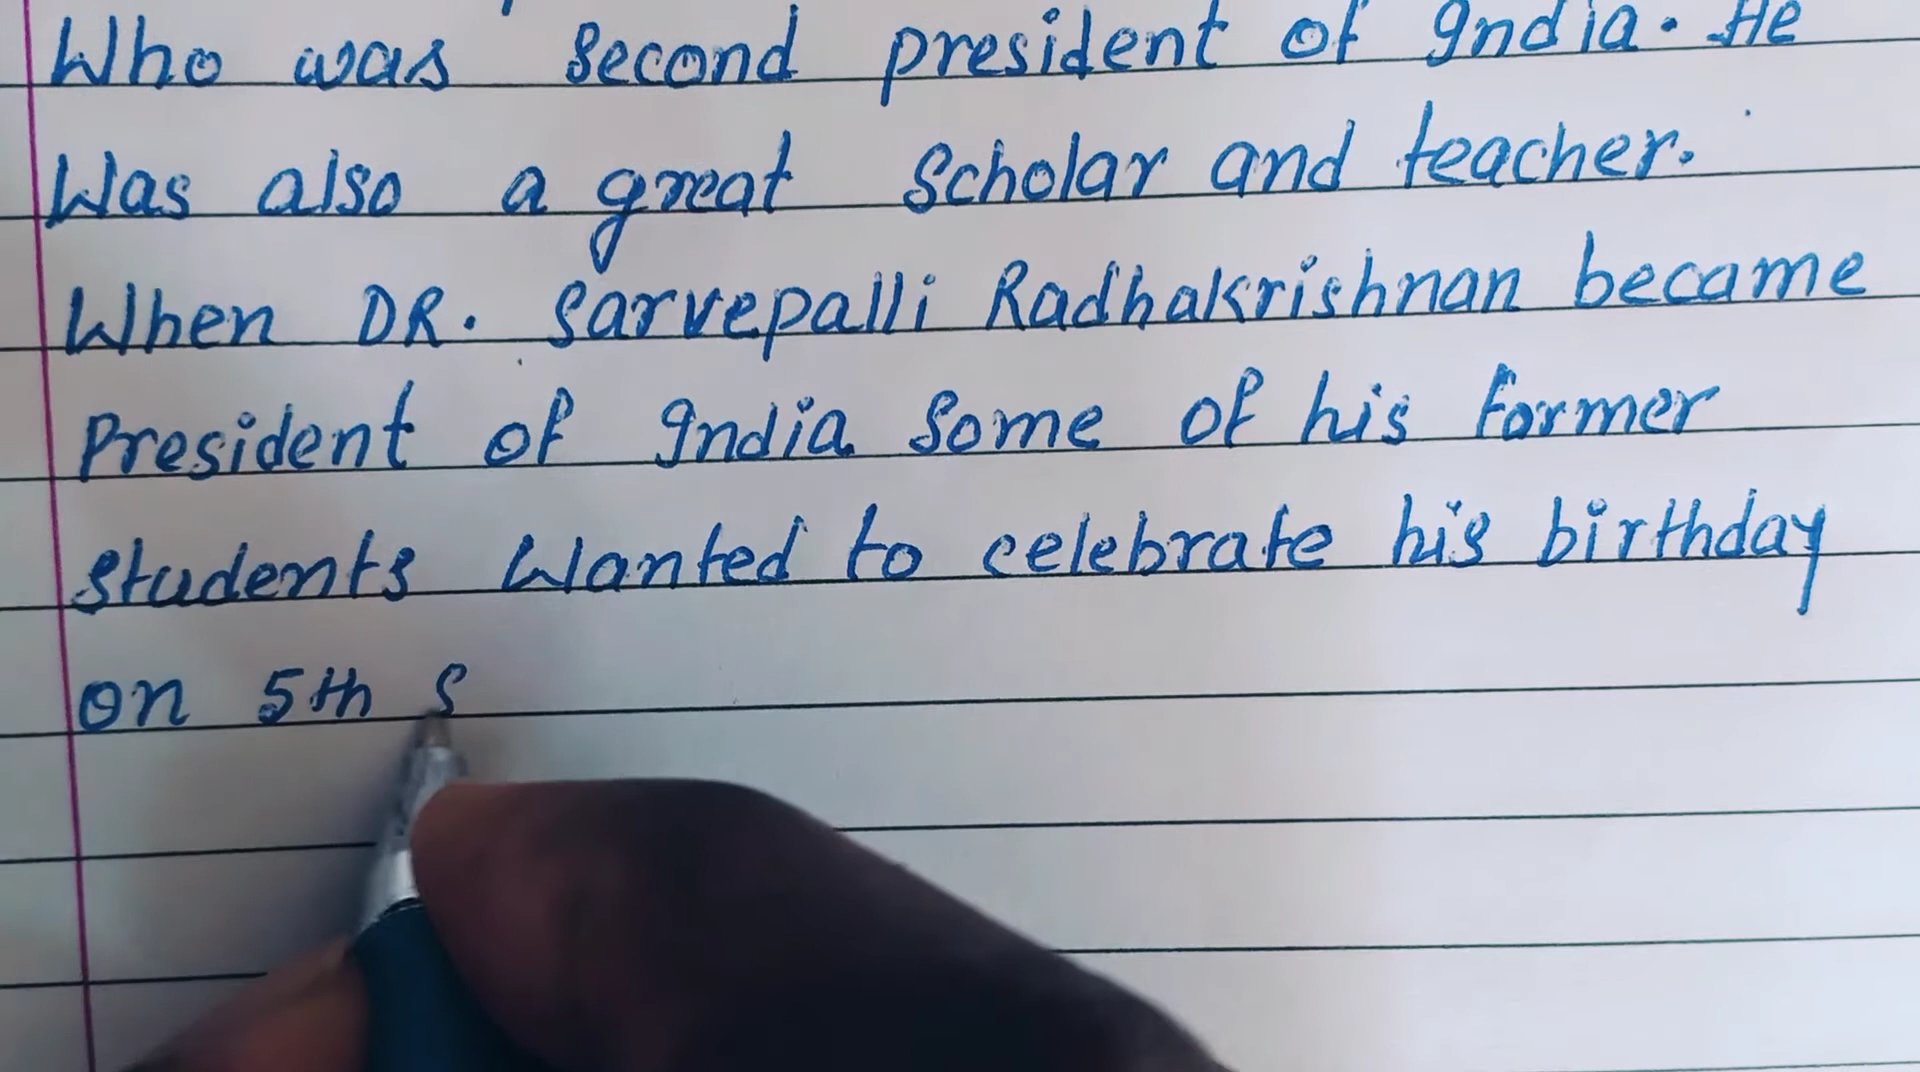 Who was second president of India. He
Was also a great Scholar and teacher.
When DR. Sarvepalli Radhakrishnan became
President of India Some of his former
students Wanted to celebrate his birthday
on 5th S